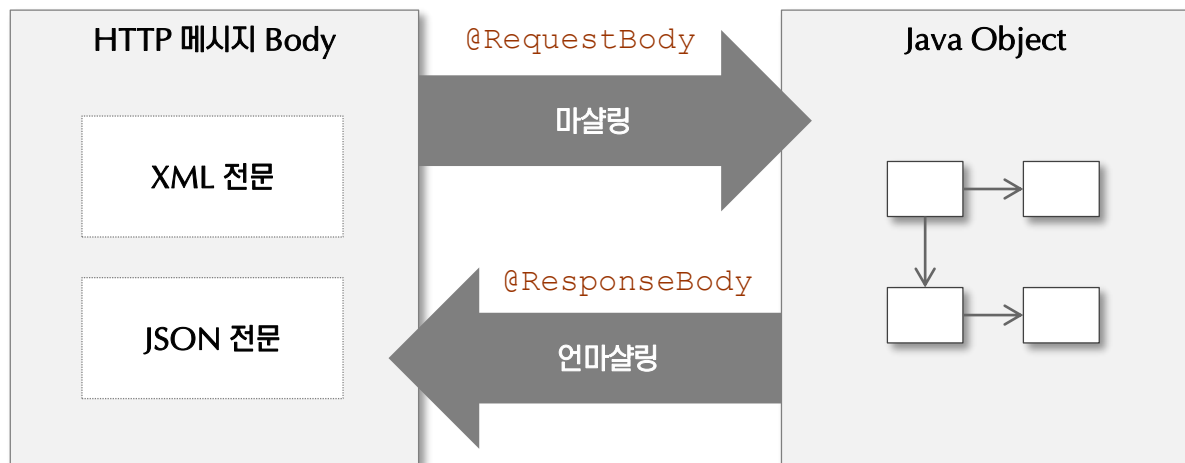 HTTP 메시지 Body
@RequestBody
Java Object
마샬링
XML 전문
@ResponseBody
JSON 전문
언마샬링